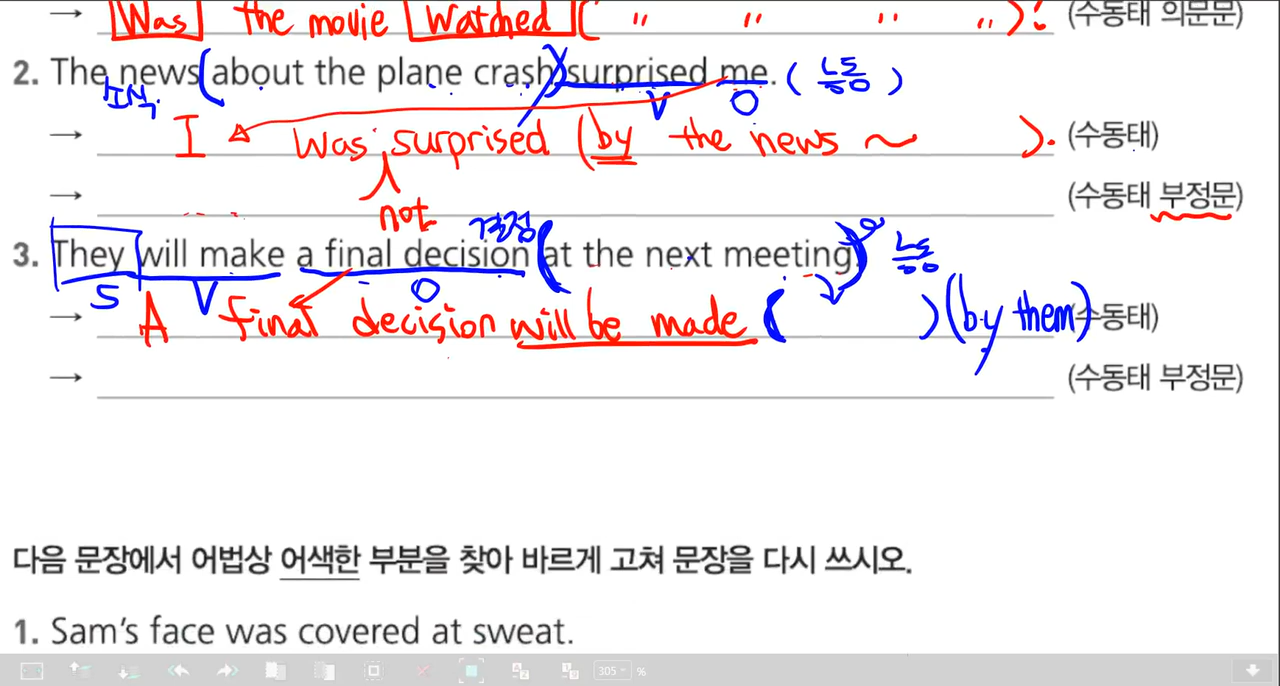 → Was the movie watched ( " " " " )? (수동태 의문문)
2. The news (about the plane crash) surprised me. (능동)
소식 V O
→ I was surprised (by the news ~ ). (수동태)
→ not (수동태 부정문)
결정
3. They will make a final decision (at the next meeting). 능동
S V O
→ A final decision will be made ( ) (by them) (수동태)
→ (수동태 부정문)
다음 문장에서 어법상 어색한 부분을 찾아 바르게 고쳐 문장을 다시 쓰시오.
1. Sam's face was covered at sweat.
305 %